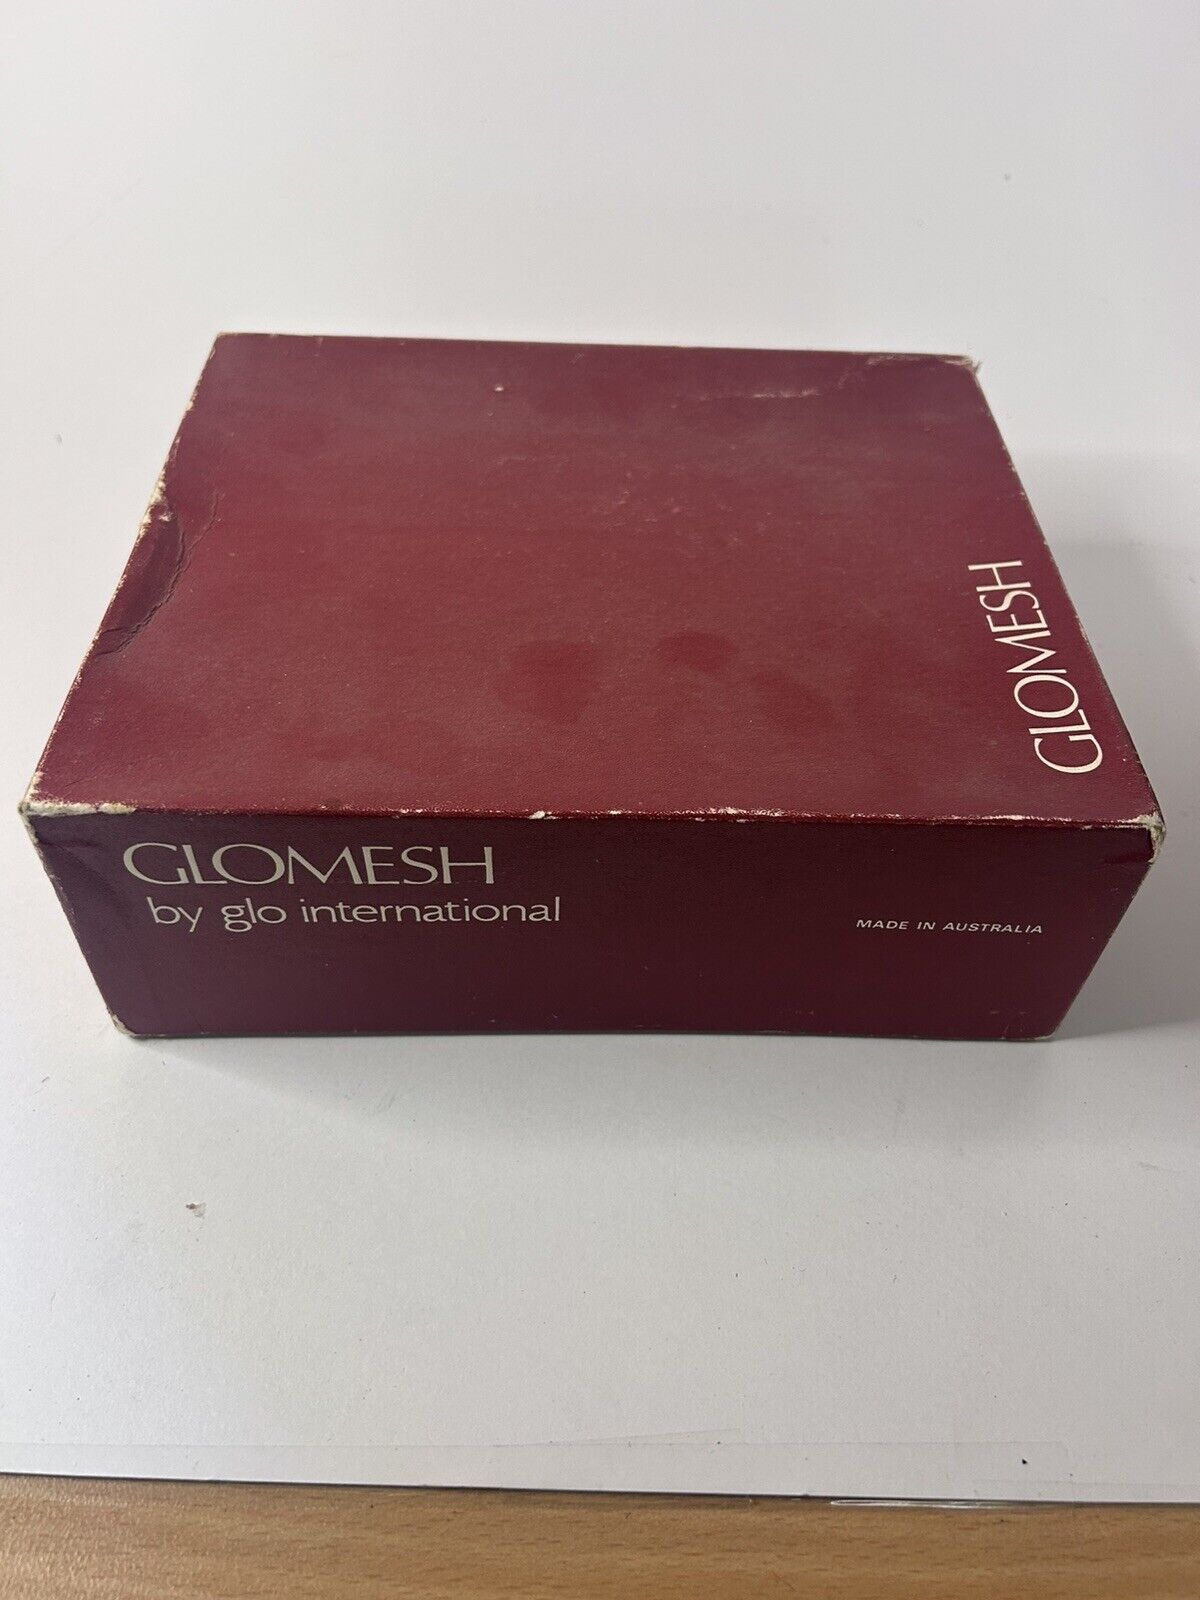 GLOMESH
GLOMESH
by glo international
MADE IN AUSTRALIA